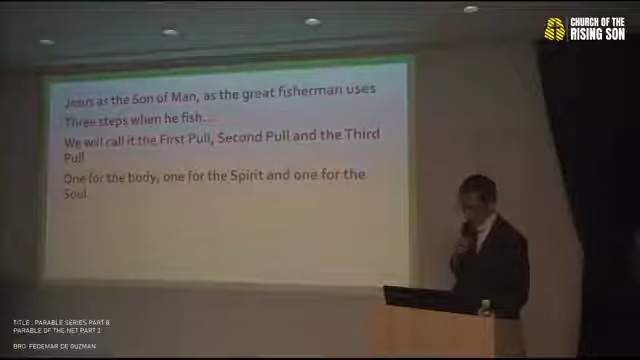 CHURCH OF THE
RISING SON
Jesus as the Son of Man, as the great fisherman uses
Three steps when he fish...
We will call it the First Pull, Second Pull and the Third
Pull
One for the body, one for the Spirit and one for the
Soul
TITLE : PARABLE SERIES PART 8
PARABLE OF THE NET PART 2
BRO. FEDEMAR DE GUZMAN